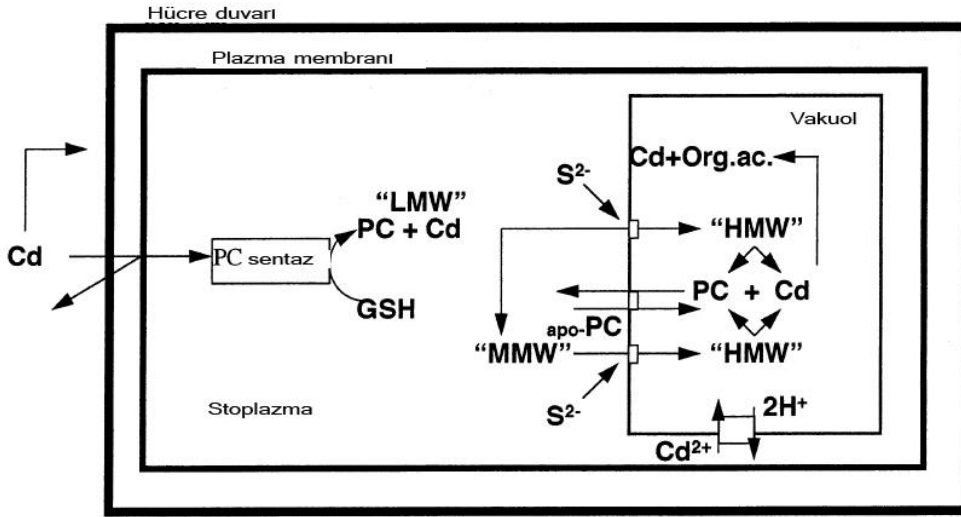 Hücre duvarı
Plazma membranı
Vakuol
Cd+Org.ac.
S²⁻
"LMW"
PC + Cd
"HMW"
Cd
PC sentaz
PC + Cd
GSH
apo-PC
"MMW"
"HMW"
Stoplazma
S²⁻
2H⁺
Cd²⁺